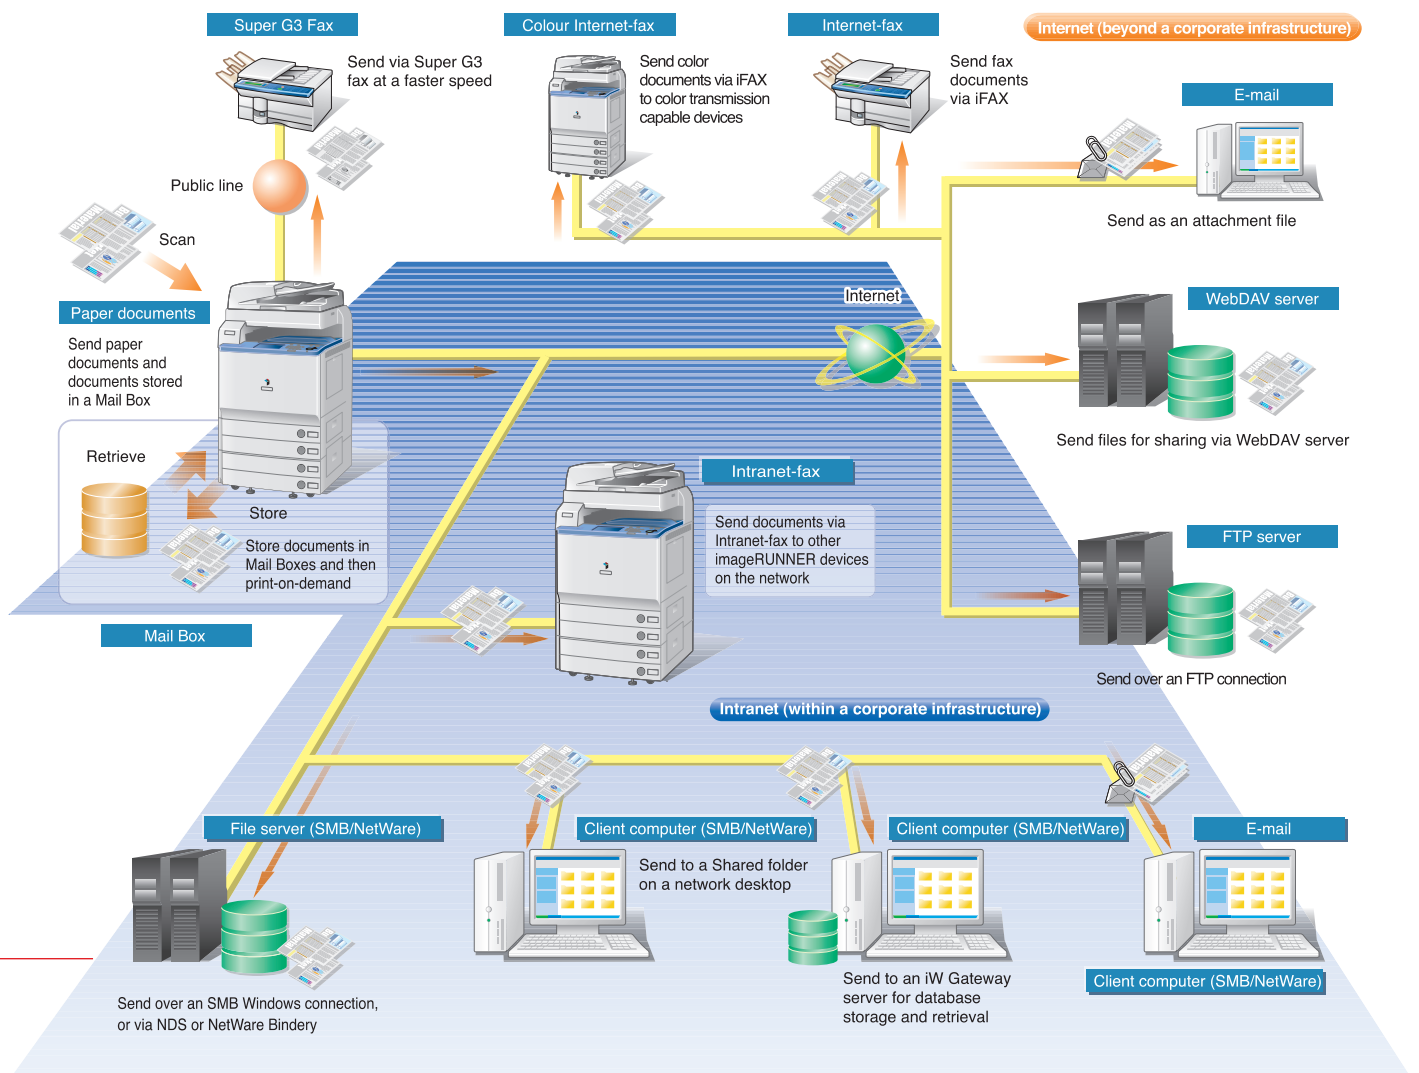 Super G3 Fax
Send via Super G3
fax at a faster speed
Colour Internet-fax
Send color
documents via iFAX
to color transmission
capable devices
Internet-fax
Send fax
documents
via iFAX
Internet (beyond a corporate infrastructure)
E-mail
Send as an attachment file
Public line
Scan
Paper documents
Send paper
documents and
documents stored
in a Mail Box
Internet
WebDAV server
Send files for sharing via WebDAV server
Retrieve
Store
Store documents in
Mail Boxes and then
print-on-demand
Mail Box
Intranet-fax
Send documents via
Intranet-fax to other
imageRUNNER devices
on the network
FTP server
Send over an FTP connection
Intranet (within a corporate infrastructure)
File server (SMB/NetWare)
Send over an SMB Windows connection,
or via NDS or NetWare Bindery
Client computer (SMB/NetWare)
Send to a Shared folder
on a network desktop
Client computer (SMB/NetWare)
Send to an iW Gateway
server for database
storage and retrieval
E-mail
Client computer (SMB/NetWare)